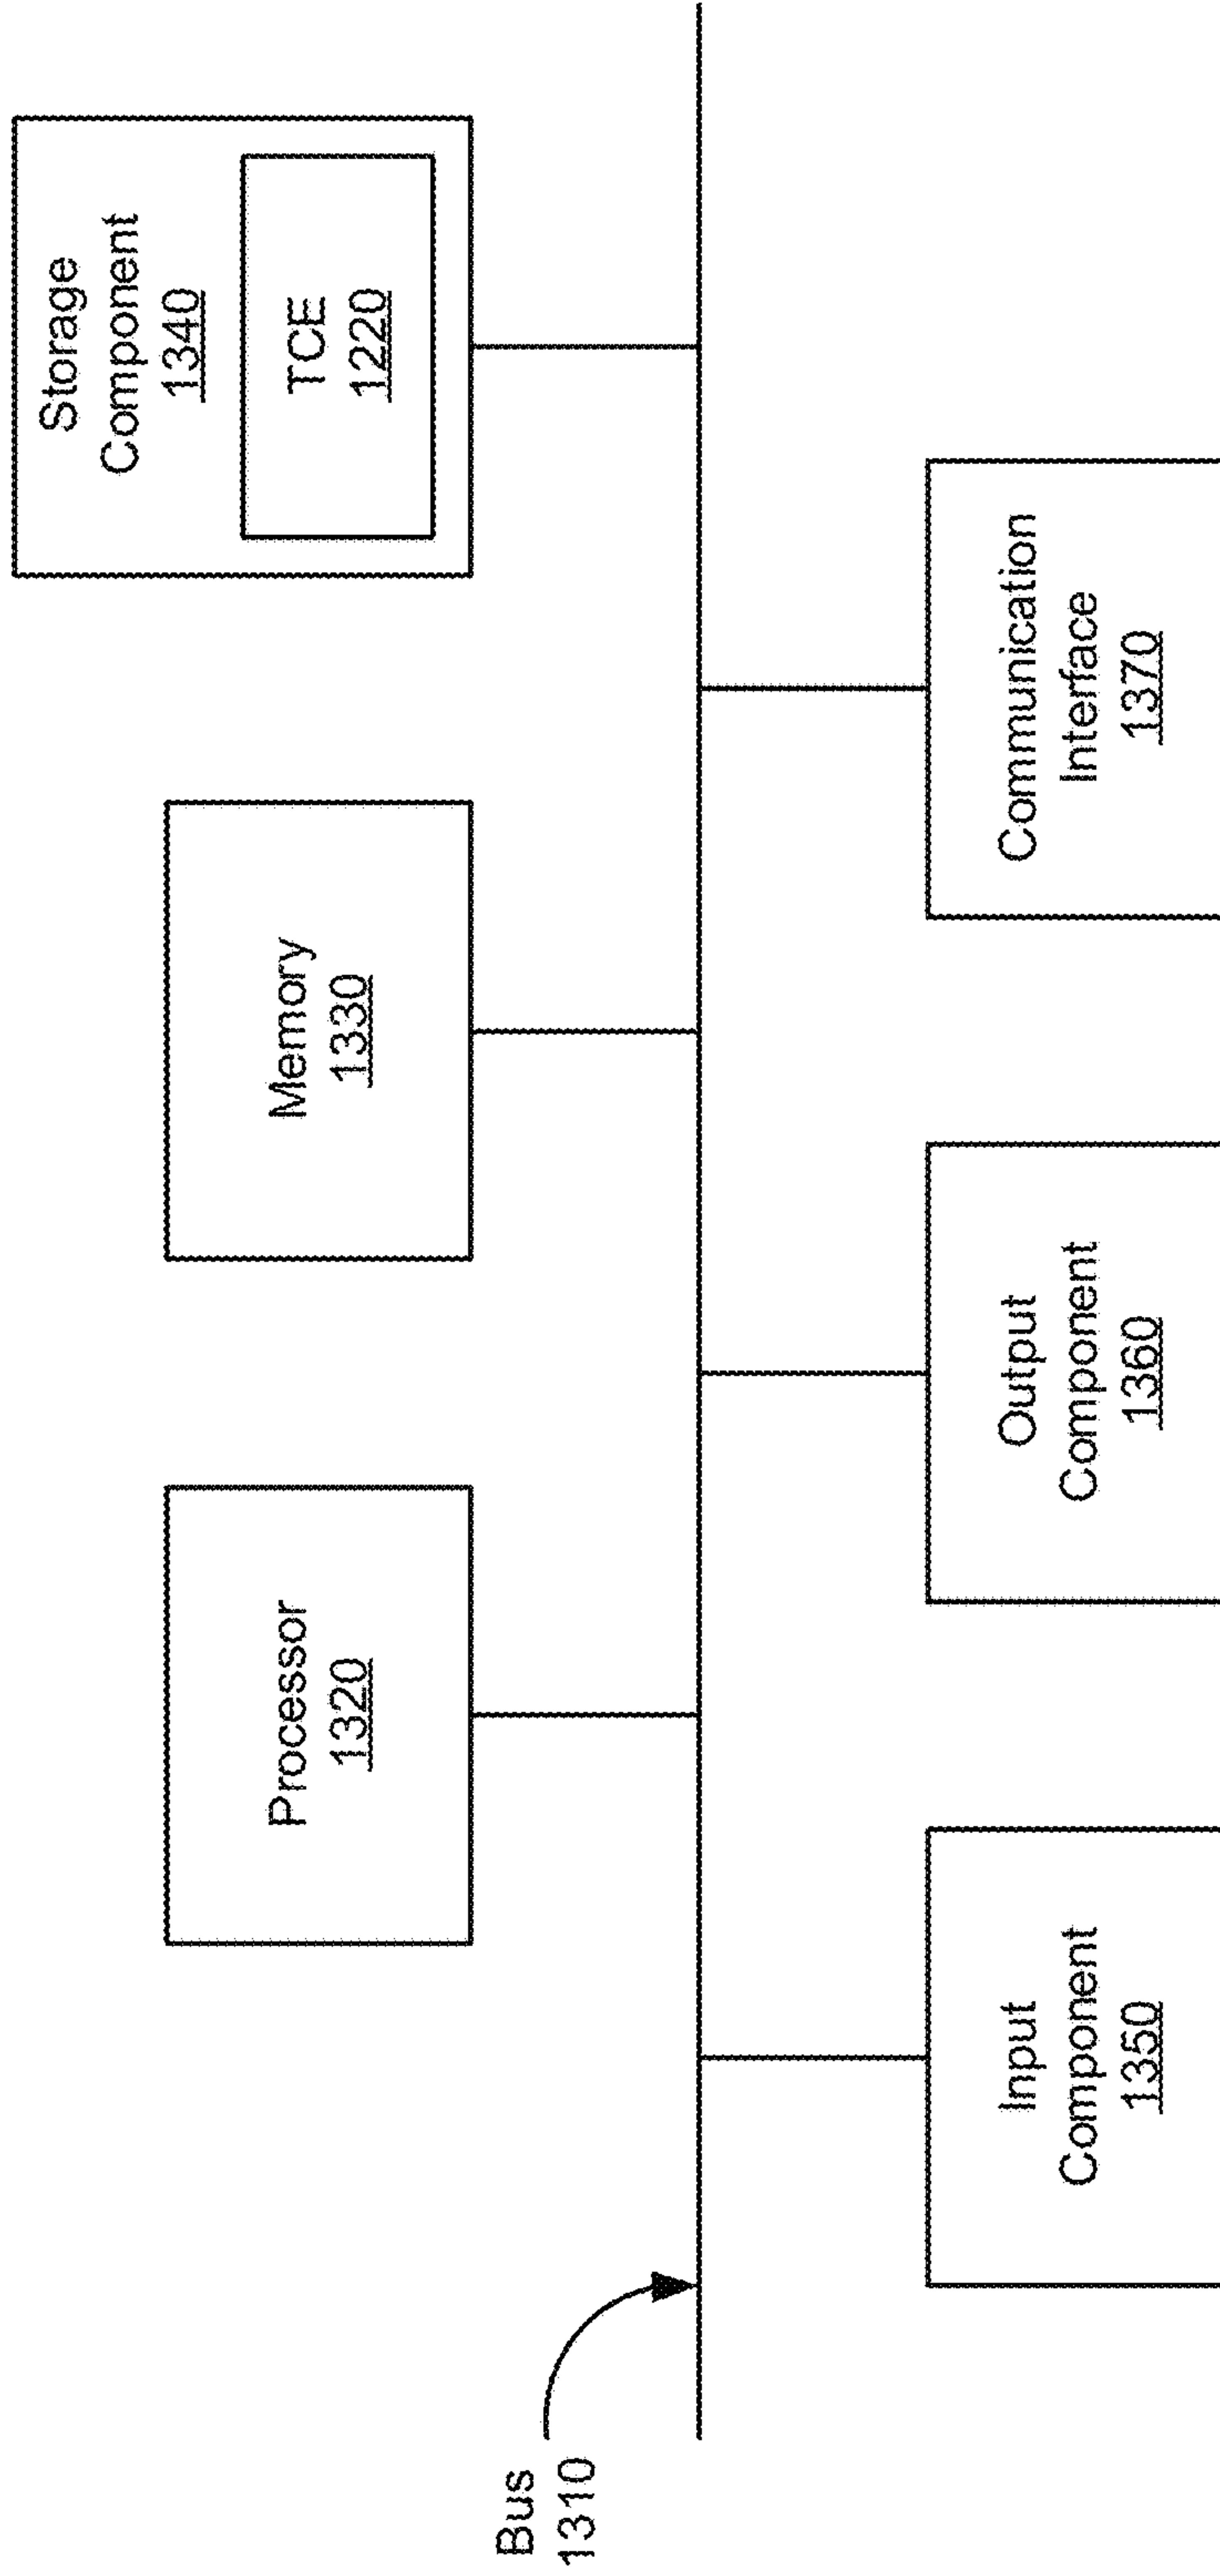 Bus
1310
Processor
1320
Memory
1330
Storage
Component
1340
TCE
1220
Input
Component
1350
Output
Component
1360
Communication
Interface
1370